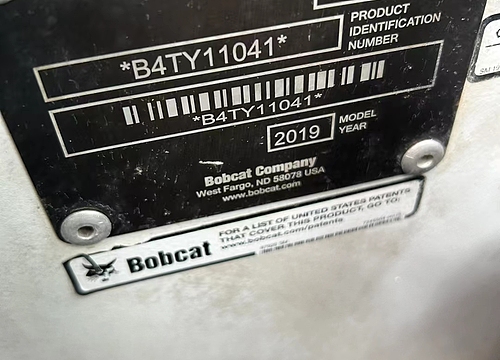 PRODUCT
IDENTIFICATION
NUMBER
*B4TY11041*
*B4TY11041*
2019
MODEL
YEAR
Bobcat Company
West Fargo, ND 58078 USA
www.bobcat.com
Bobcat
FOR A LIST OF UNITED STATES PATENTS
THAT COVER THIS PRODUCT, GO TO:
www.bobcat.com/patents